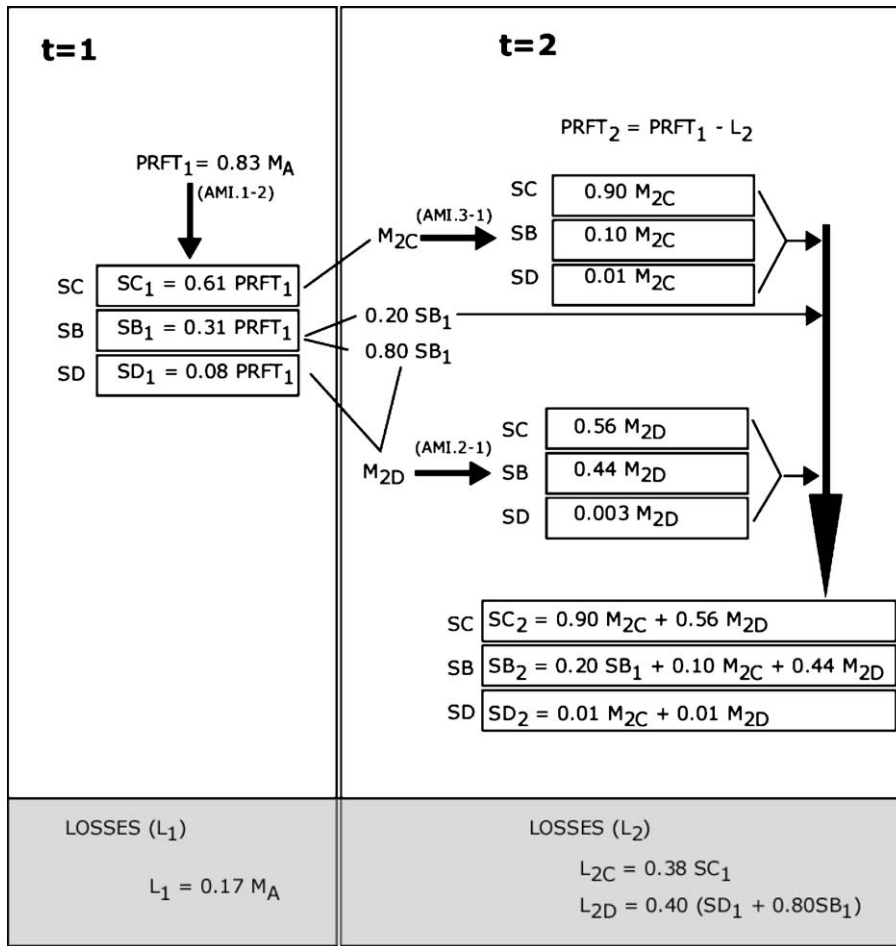 t=1
PRFT₁= 0.83 M_A
(AMI.1-2)
SC SC₁ = 0.61 PRFT₁
SB SB₁ = 0.31 PRFT₁
SD SD₁ = 0.08 PRFT₁
t=2
PRFT₂ = PRFT₁ - L₂
M₂C (AMI.3-1)
SC 0.90 M₂C
SB 0.10 M₂C
SD 0.01 M₂C
0.20 SB₁
0.80 SB₁
M₂D (AMI.2-1)
SC 0.56 M₂D
SB 0.44 M₂D
SD 0.003 M₂D
SC SC₂ = 0.90 M₂C + 0.56 M₂D
SB SB₂ = 0.20 SB₁ + 0.10 M₂C + 0.44 M₂D
SD SD₂ = 0.01 M₂C + 0.01 M₂D
LOSSES (L₁)
L₁ = 0.17 M_A
LOSSES (L₂)
L₂C = 0.38 SC₁
L₂D = 0.40 (SD₁ + 0.80SB₁)